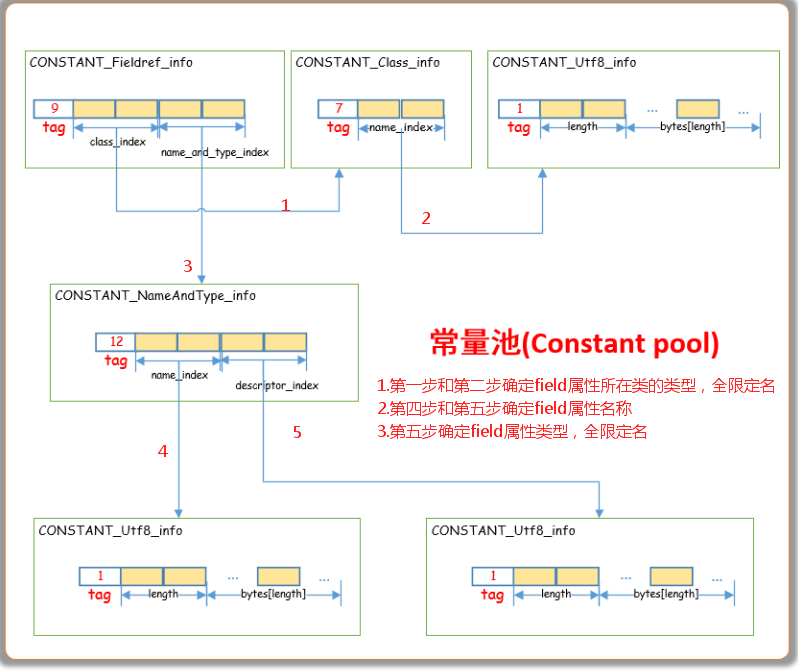 CONSTANT_Fieldref_info
9
tag
class_index
name_and_type_index
CONSTANT_Class_info
7
tag
name_index
CONSTANT_Utf8_info
1
...
...
tag
length
bytes[length]
1
2
3
CONSTANT_NameAndType_info
12
tag
name_index
descriptor_index
常量池(Constant pool)
1.第一步和第二步确定field属性所在类的类型，全限定名
2.第四步和第五步确定field属性名称
3.第五步确定field属性类型，全限定名
4
5
CONSTANT_Utf8_info
1
...
...
tag
length
bytes[length]
CONSTANT_Utf8_info
1
...
...
tag
length
bytes[length]